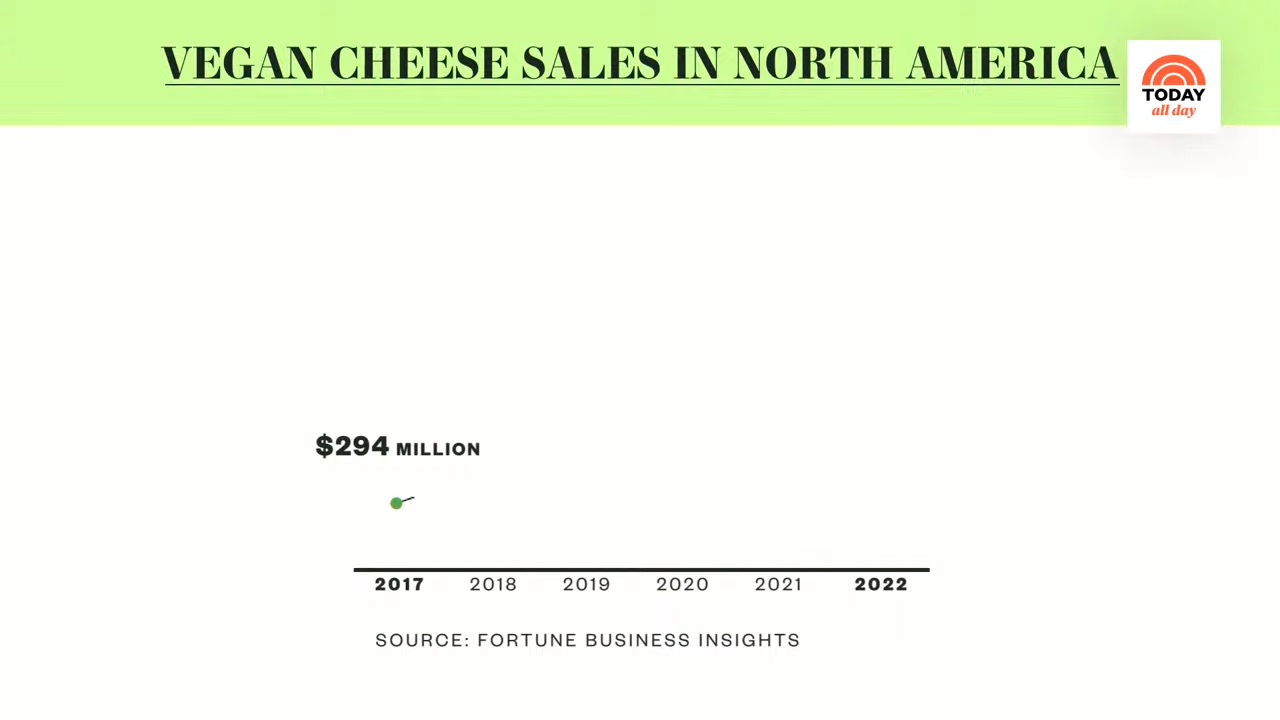 VEGAN CHEESE SALES IN NORTH AMERICA
TODAY
all day
$294 MILLION
2017 2018 2019 2020 2021 2022
SOURCE: FORTUNE BUSINESS INSIGHTS